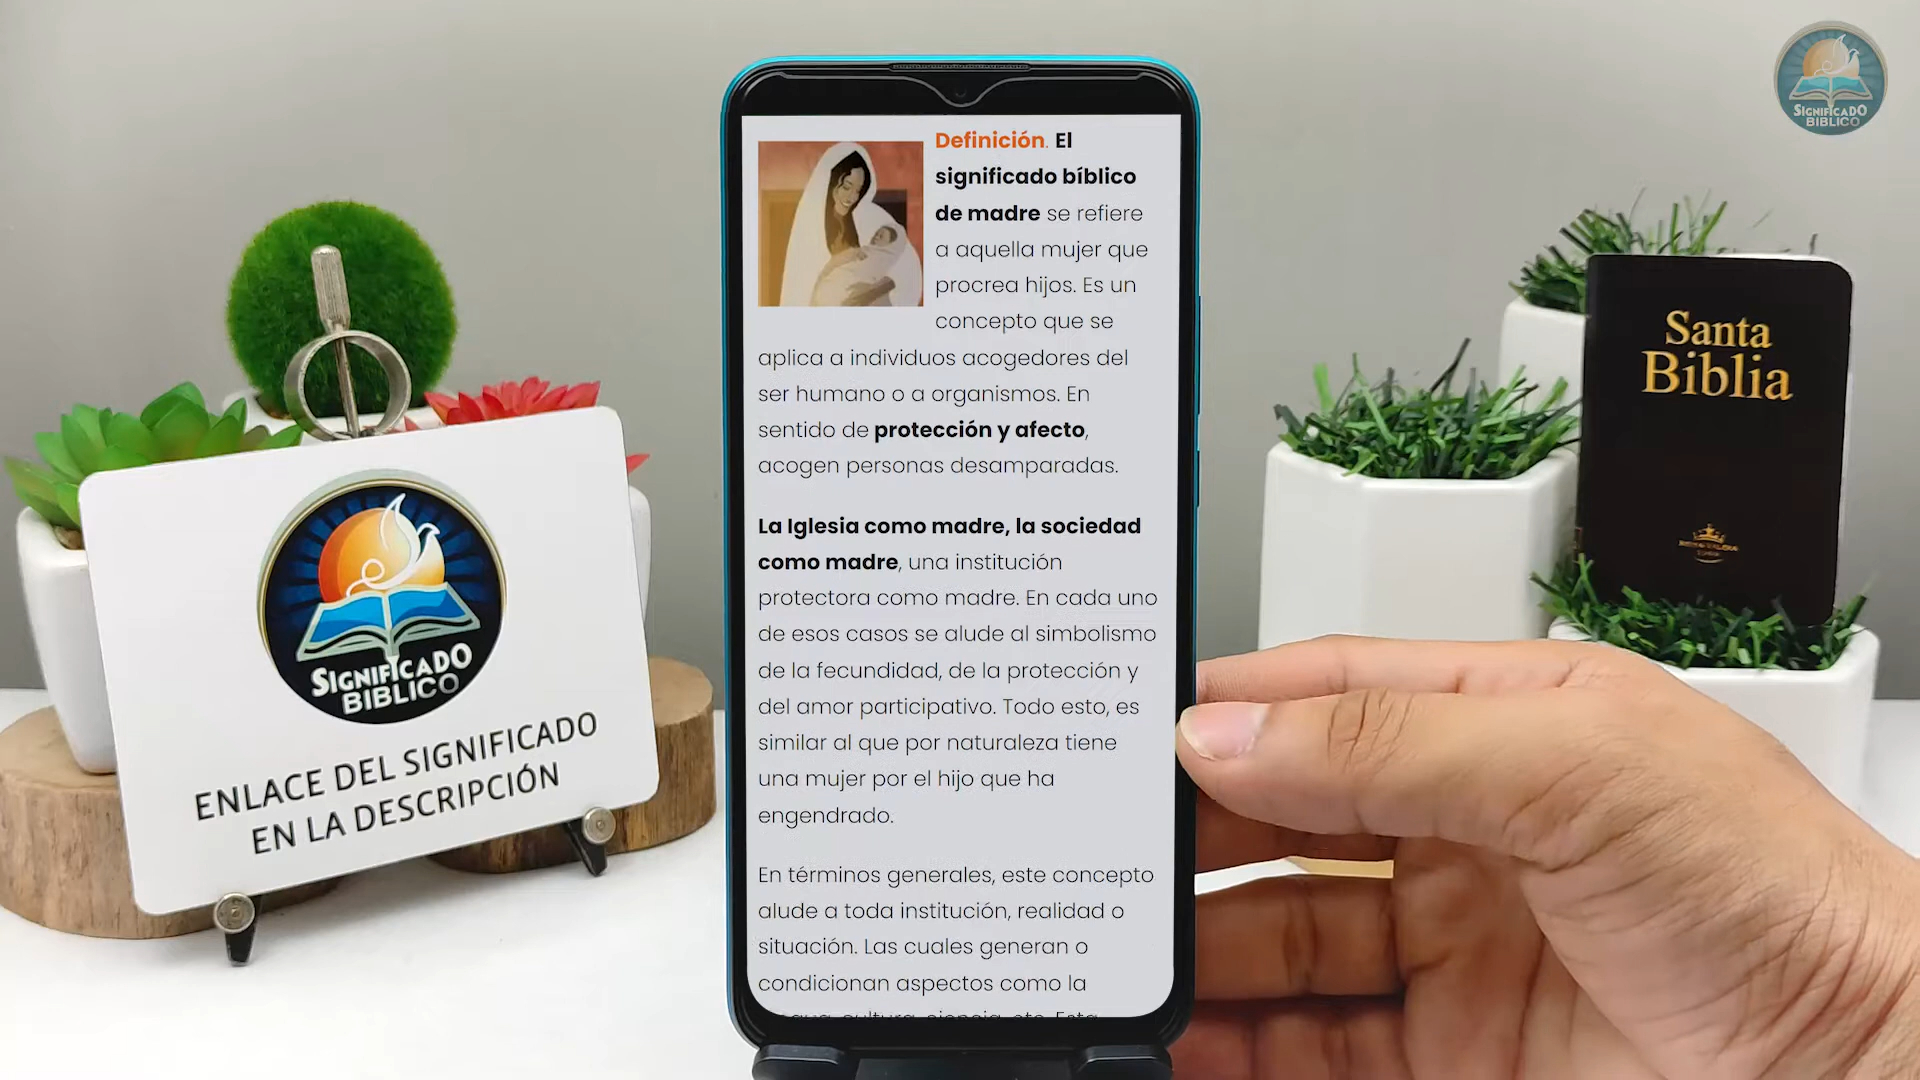 SIGNIFICADO
BIBLICO
Definición. El
significado bíblico
de madre se refiere
a aquella mujer que
procrea hijos. Es un
concepto que se
aplica a individuos acogedores del
ser humano o a organismos. En
sentido de protección y afecto,
acogen personas desamparadas.
La Iglesia como madre, la sociedad
como madre, una institución
protectora como madre. En cada uno
de esos casos se alude al simbolismo
de la fecundidad, de la protección y
del amor participativo. Todo esto, es
similar al que por naturaleza tiene
una mujer por el hijo que ha
engendrado.
En términos generales, este concepto
alude a toda institución, realidad o
situación. Las cuales generan o
condicionan aspectos como la
cultura, ciencia, etc. Esta
SIGNIFICADO
BIBLICO
ENLACE DEL SIGNIFICADO
EN LA DESCRIPCIÓN
Santa
Biblia